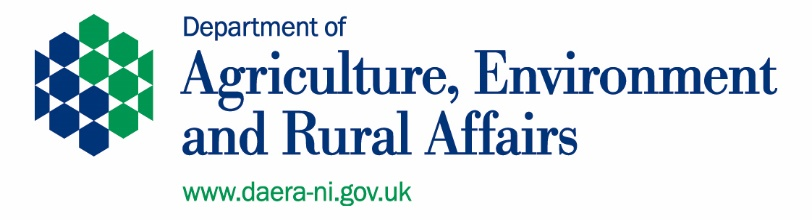 Department of
Agriculture, Environment
and Rural Affairs
www.daera-ni.gov.uk